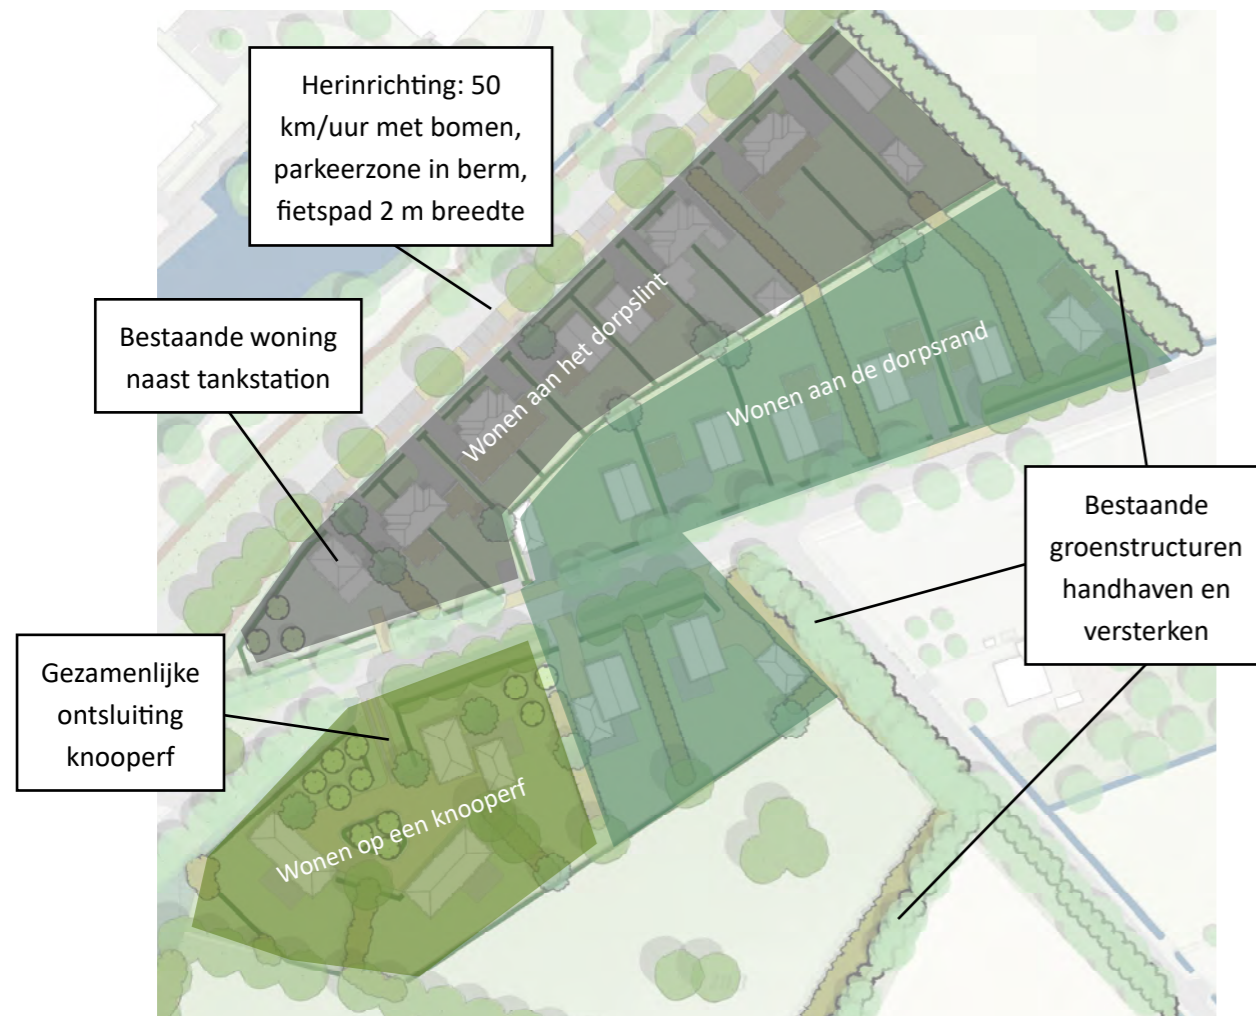 Herinrichting: 50
km/uur met bomen,
parkeerzone in berm,
fietspad 2 m breedte
Bestaande woning
naast tankstation
Wonen aan het dorpslint
Wonen aan de dorpsrand
Bestaande
groenstructuren
handhaven en
versterken
Gezamenlijke
ontsluiting
knooperf
Wonen op een knooperf